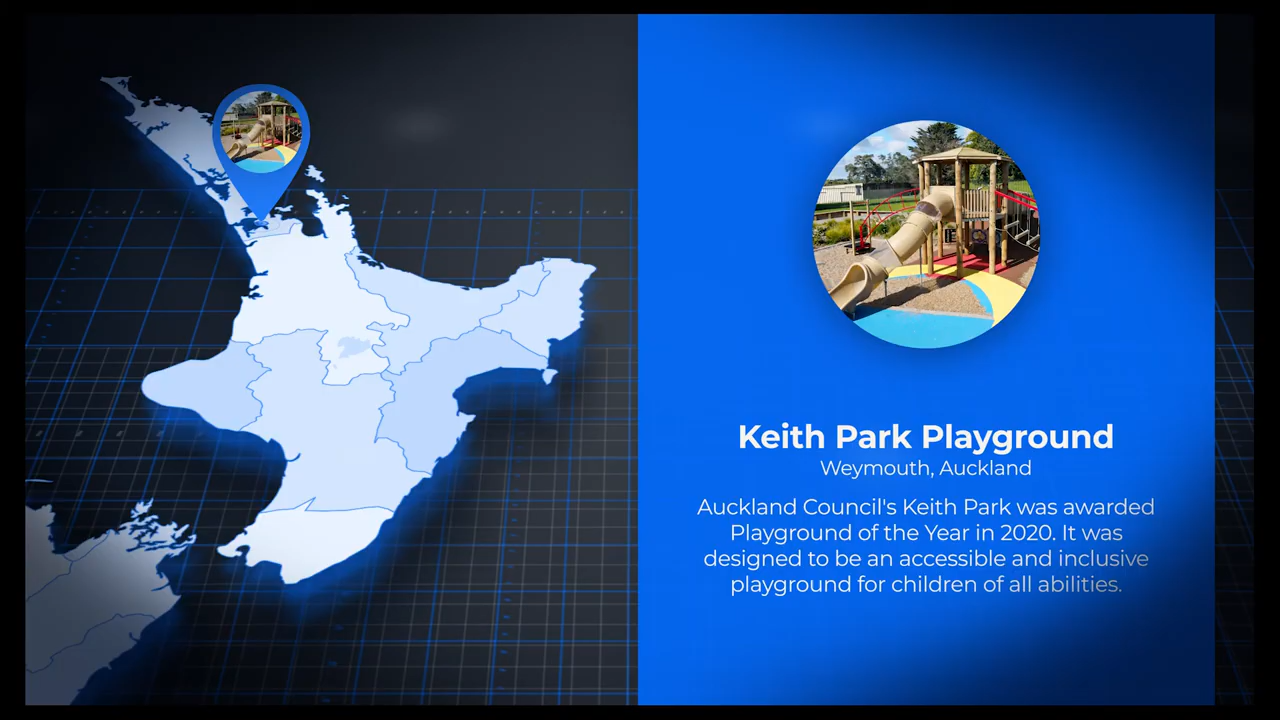 Keith Park Playground
Weymouth, Auckland
Auckland Council's Keith Park was awarded
Playground of the Year in 2020. It was
designed to be an accessible and inclusive
playground for children of all abilities.